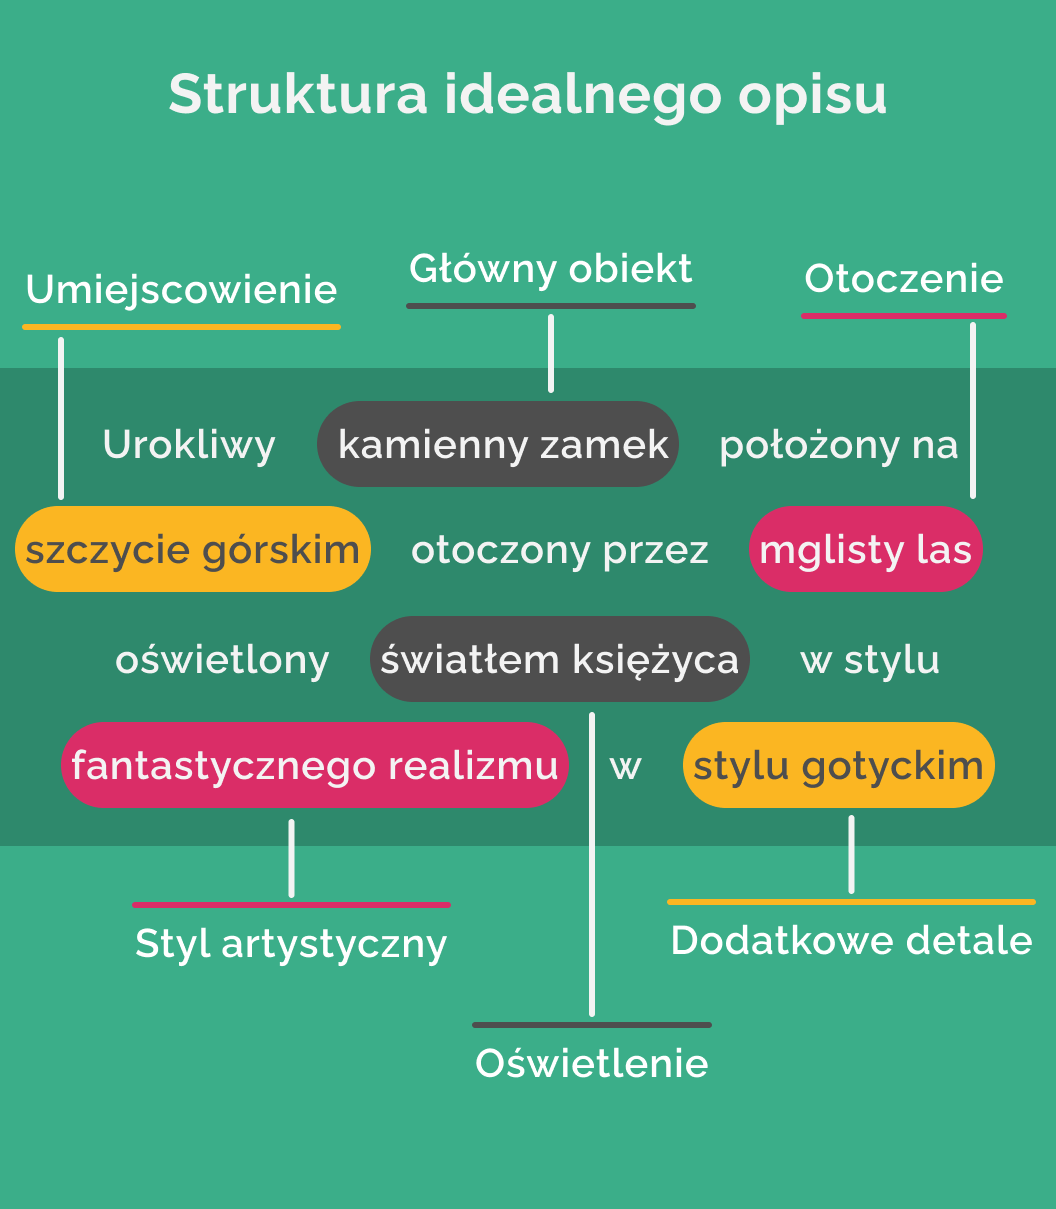 Struktura idealnego opisu
Umiejscowienie
Główny obiekt
Otoczenie
Urokliwy kamienny zamek położony na
szczycie górskim otoczony przez mglisty las
oświetlony światłem księżyca w stylu
fantastycznego realizmu w stylu gotyckim
Styl artystyczny
Dodatkowe detale
Oświetlenie